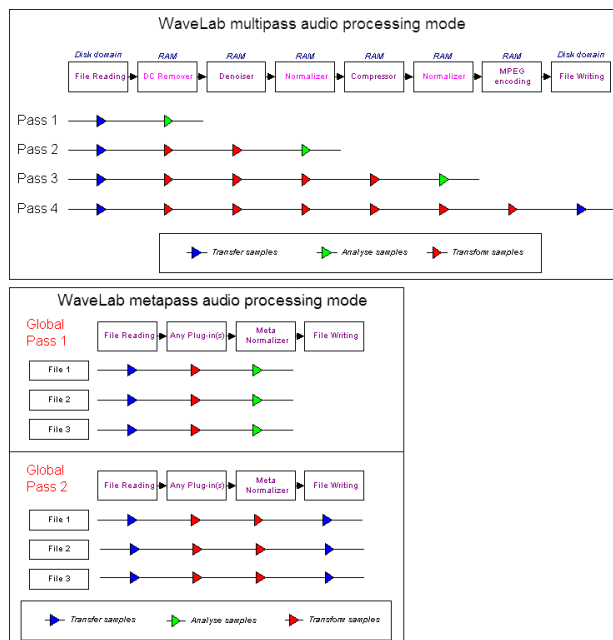 WaveLab multipass audio processing mode
Disk domain RAM RAM RAM RAM RAM RAM Disk domain
File Reading DC Remover Denoiser Normalizer Compressor Normalizer MPEG encoding File Writing
Pass 1
Pass 2
Pass 3
Pass 4
Transfer samples Analyse samples Transform samples
WaveLab metapass audio processing mode
Global Pass 1
File Reading Any Plug-in(s) Meta Normalizer File Writing
File 1
File 2
File 3
Global Pass 2
File Reading Any Plug-in(s) Meta Normalizer File Writing
File 1
File 2
File 3
Transfer samples Analyse samples Transform samples